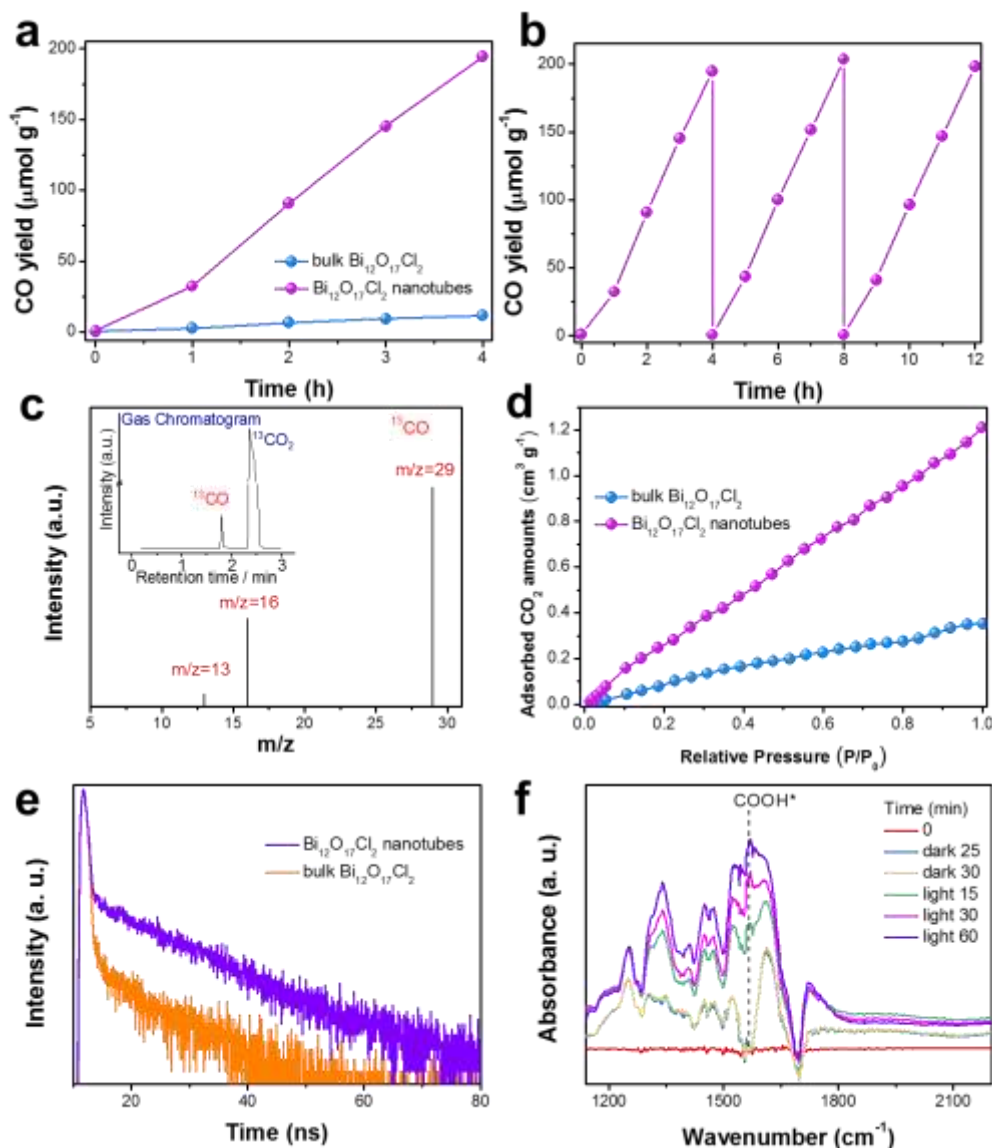 a
CO yield (μmol g⁻¹)
200
150
100
50
0
bulk Bi₁₂O₁₇Cl₂
Bi₁₂O₁₇Cl₂ nanotubes
0 1 2 3 4
Time (h)
b
CO yield (μmol g⁻¹)
200
150
100
50
0
0 2 4 6 8 10 12
Time (h)
c
Intensity (a.u.)
Gas Chromatogram
Intensity (a.u.)
¹³CO
¹³CO₂
0 1 2 3
Retention time / min
¹³CO
m/z=29
m/z=16
m/z=13
5 10 15 20 25 30
m/z
d
Adsorbed CO₂ amounts (cm³ g⁻¹)
1.2
1.0
0.8
0.6
0.4
0.2
0.0
bulk Bi₁₂O₁₇Cl₂
Bi₁₂O₁₇Cl₂ nanotubes
0.0 0.2 0.4 0.6 0.8 1.0
Relative Pressure (P/P₀)
e
Intensity (a. u.)
Bi₁₂O₁₇Cl₂ nanotubes
bulk Bi₁₂O₁₇Cl₂
20 40 60 80
Time (ns)
f
Absorbance (a. u.)
COOH*
Time (min)
0
dark 25
dark 30
light 15
light 30
light 60
1200 1500 1800 2100
Wavenumber (cm⁻¹)